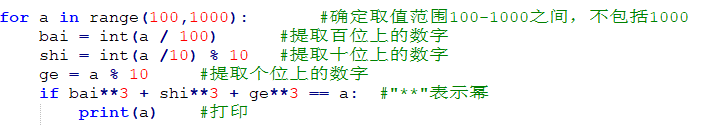 for a in range(100,1000):        #确定取值范围100-1000之间，不包括1000
    bai = int(a / 100)       #提取百位上的数字
    shi = int(a /10) % 10    #提取十位上的数字
    ge = a % 10    #提取个位上的数字
    if bai**3 + shi**3 + ge**3 == a:  #"**"表示幂
        print(a)    #打印